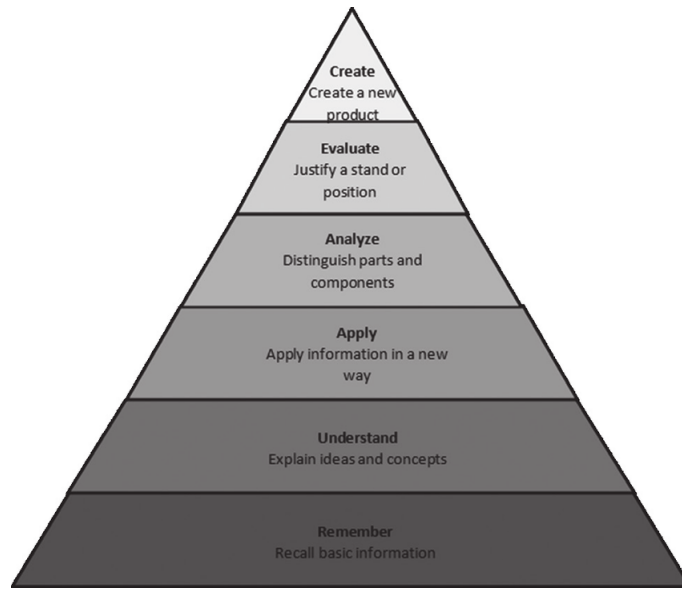 Create
Create a new
product
Evaluate
Justify a stand or
position
Analyze
Distinguish parts and
components
Apply
Apply information in a new
way
Understand
Explain ideas and concepts
Remember
Recall basic information